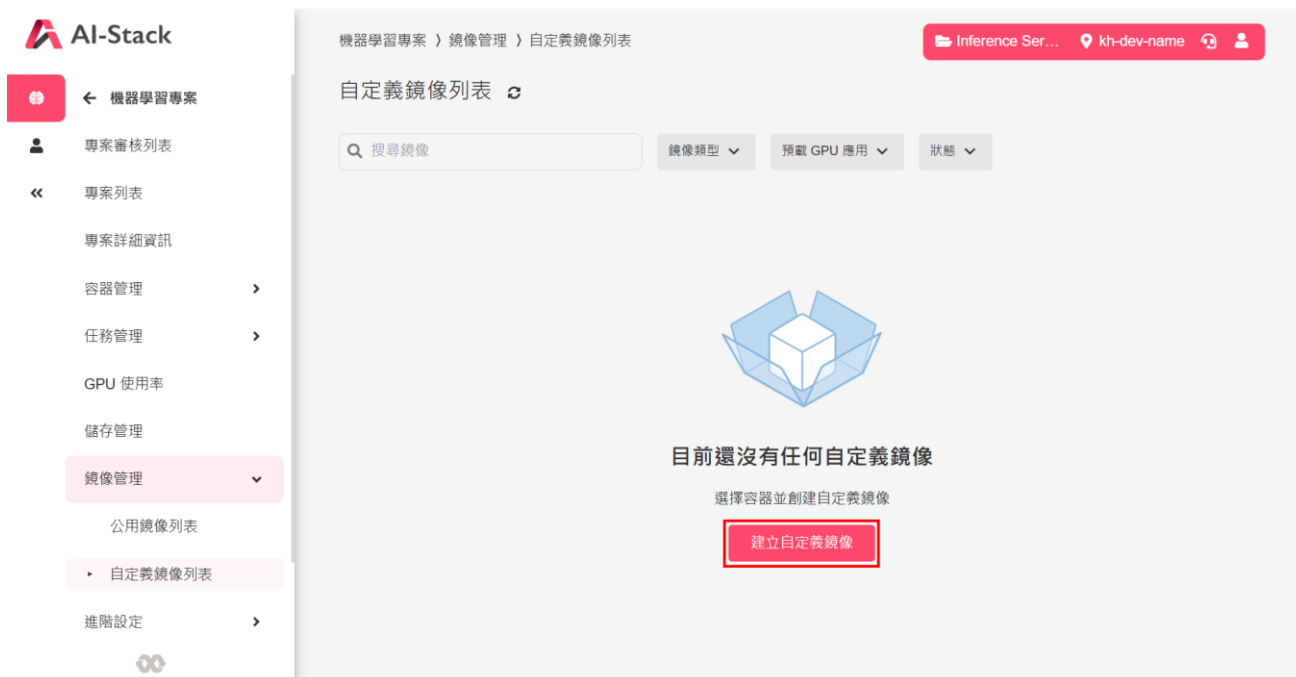 AI-Stack
機器學習專案 〉鏡像管理 〉自定義鏡像列表
Inference Ser...
kh-dev-name
機器學習專案
專案審核列表
專案列表
專案詳細資訊
容器管理
任務管理
GPU 使用率
儲存管理
鏡像管理
公用鏡像列表
自定義鏡像列表
進階設定
自定義鏡像列表
搜尋鏡像
鏡像類型
預載 GPU 應用
狀態
目前還沒有任何自定義鏡像
選擇容器並創建自定義鏡像
建立自定義鏡像